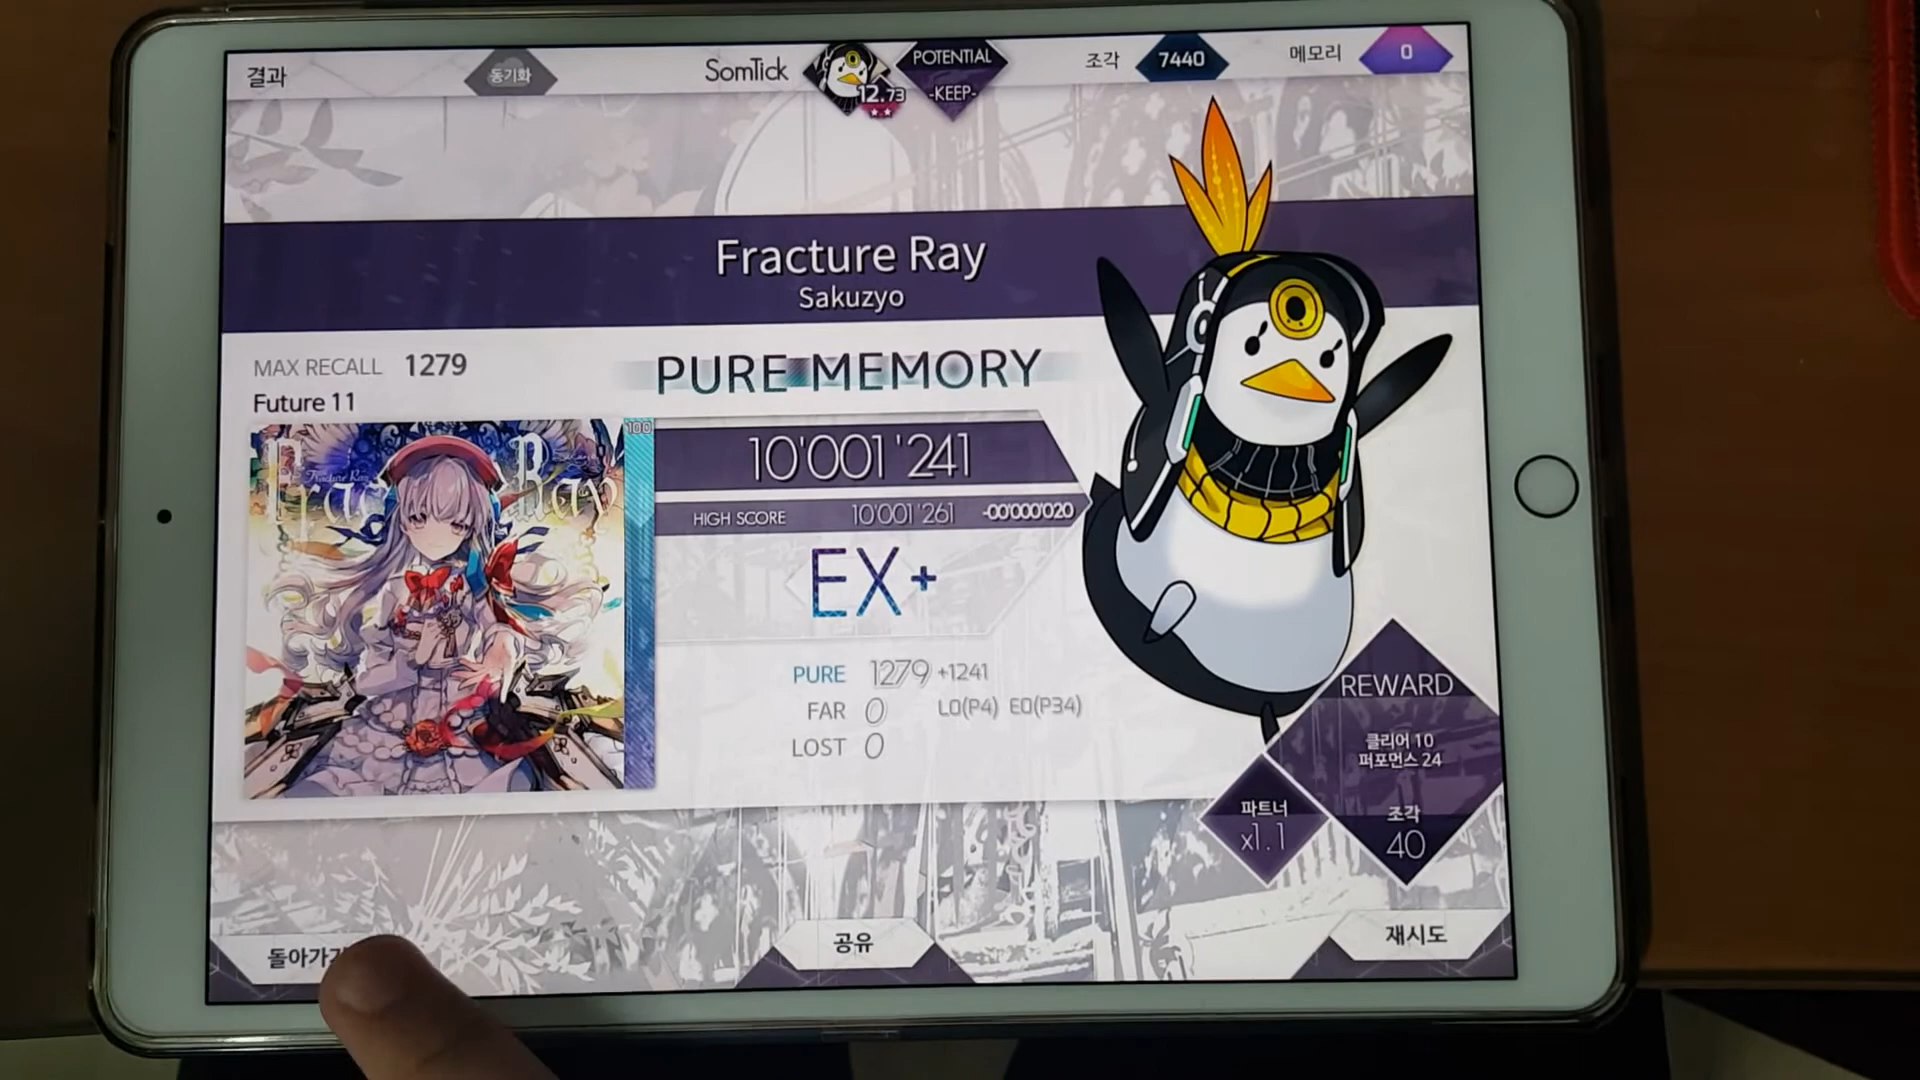 결과
동기화
SomTick
12.73
POTENTIAL
-KEEP-
조각
7440
메모리
0
Fracture Ray
Sakuzyo
MAX RECALL 1279
Future 11
PURE MEMORY
100
Fracture Ray
10'001'241
HIGH SCORE 10'001'261 -00'000'020
EX+
PURE 1279 +1241
FAR 0 L0(P4) E0(P34)
LOST 0
REWARD
클리어 10
퍼포먼스 24
조각
40
파트너
x1.1
공유
재시도